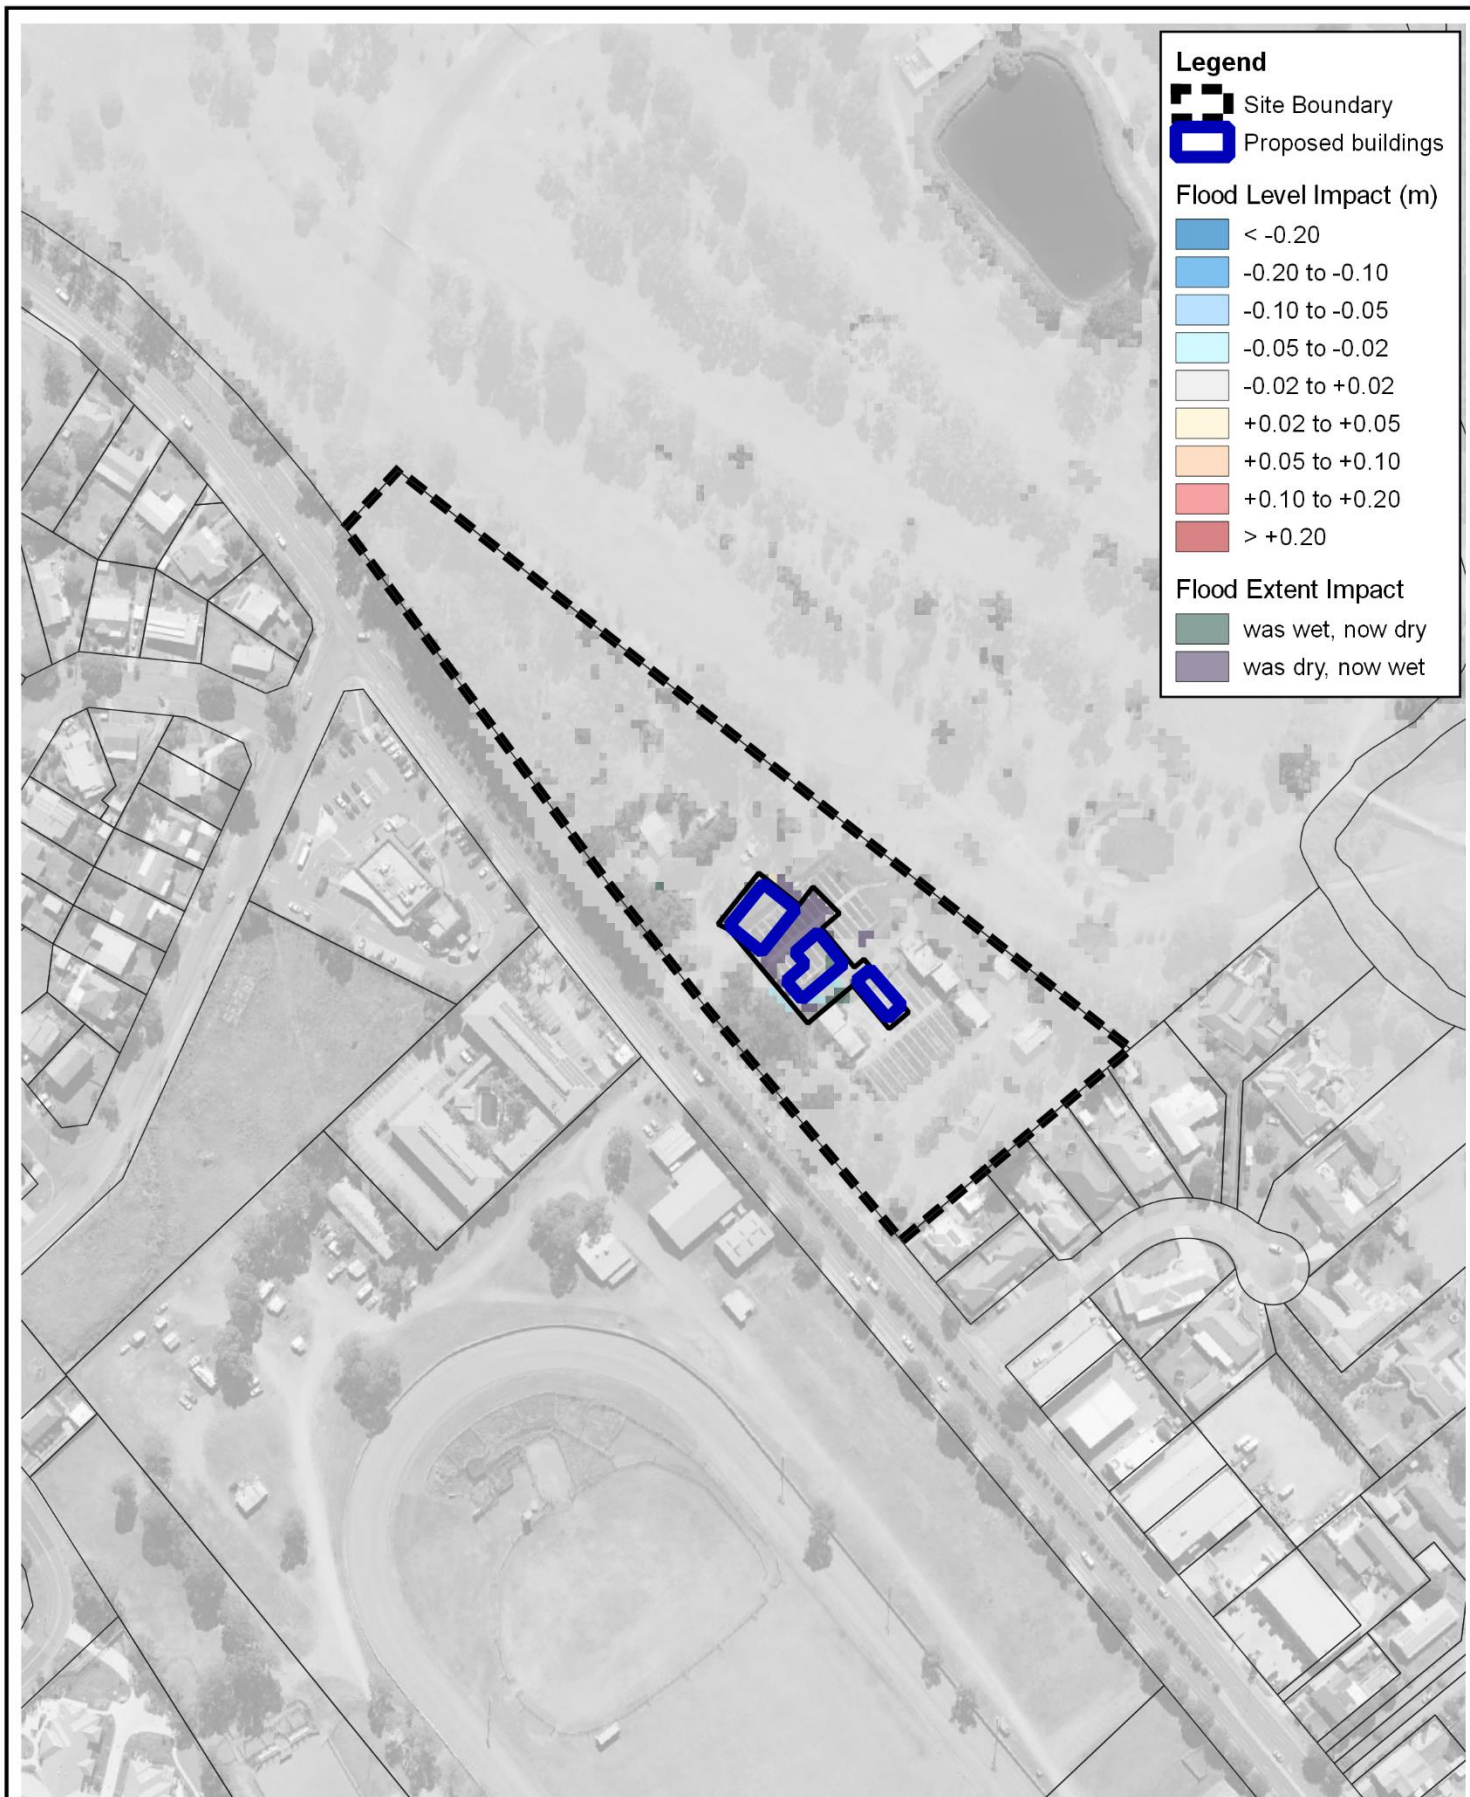 Legend
Site Boundary
Proposed buildings
Flood Level Impact (m)
< -0.20
-0.20 to -0.10
-0.10 to -0.05
-0.05 to -0.02
-0.02 to +0.02
+0.02 to +0.05
+0.05 to +0.10
+0.10 to +0.20
> +0.20
Flood Extent Impact
was wet, now dry
was dry, now wet